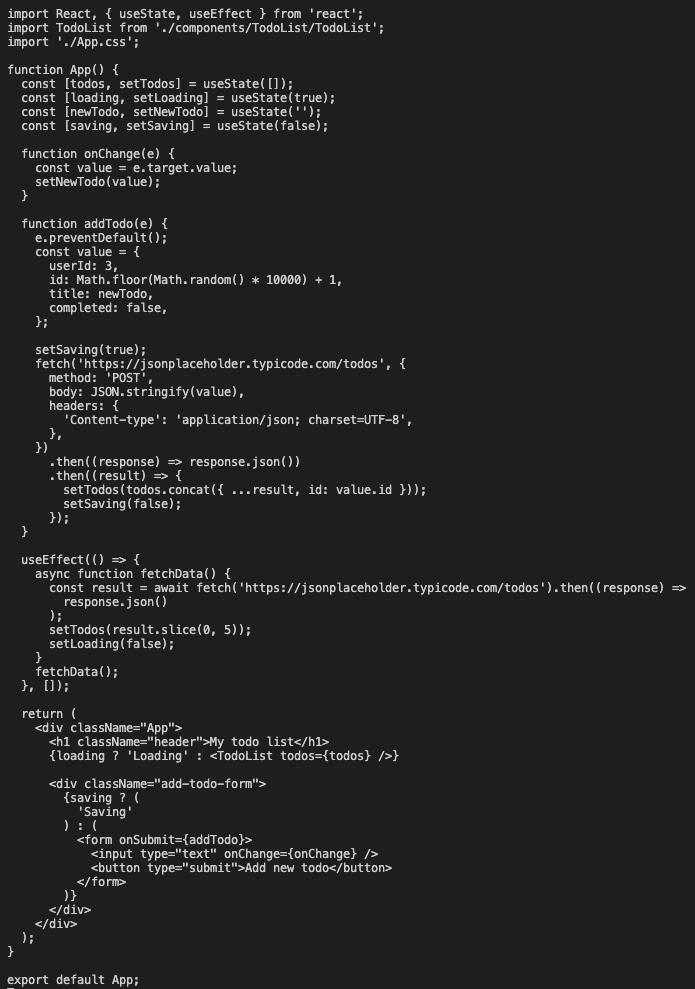 import React, { useState, useEffect } from 'react';
import TodoList from './components/TodoList/TodoList';
import './App.css';

function App() {
  const [todos, setTodos] = useState([]);
  const [loading, setLoading] = useState(true);
  const [newTodo, setNewTodo] = useState('');
  const [saving, setSaving] = useState(false);

  function onChange(e) {
    const value = e.target.value;
    setNewTodo(value);
  }

  function addTodo(e) {
    e.preventDefault();
    const value = {
      userId: 3,
      id: Math.floor(Math.random() * 10000) + 1,
      title: newTodo,
      completed: false,
    };

    setSaving(true);
    fetch('https://jsonplaceholder.typicode.com/todos', {
      method: 'POST',
      body: JSON.stringify(value),
      headers: {
        'Content-type': 'application/json; charset=UTF-8',
      },
    })
      .then((response) => response.json())
      .then((result) => {
        setTodos(todos.concat({ ...result, id: value.id }));
        setSaving(false);
      });
  }

  useEffect(() => {
    async function fetchData() {
      const result = await fetch('https://jsonplaceholder.typicode.com/todos').then((response) =>
        response.json()
      );
      setTodos(result.slice(0, 5));
      setLoading(false);
    }
    fetchData();
  }, []);

  return (
    <div className="App">
      <h1 className="header">My todo list</h1>
      {loading ? 'Loading' : <TodoList todos={todos} />}

      <div className="add-todo-form">
        {saving ? (
          'Saving'
        ) : (
          <form onSubmit={addTodo}>
            <input type="text" onChange={onChange} />
            <button type="submit">Add new todo</button>
          </form>
        )}
      </div>
    </div>
  );
}

export default App;